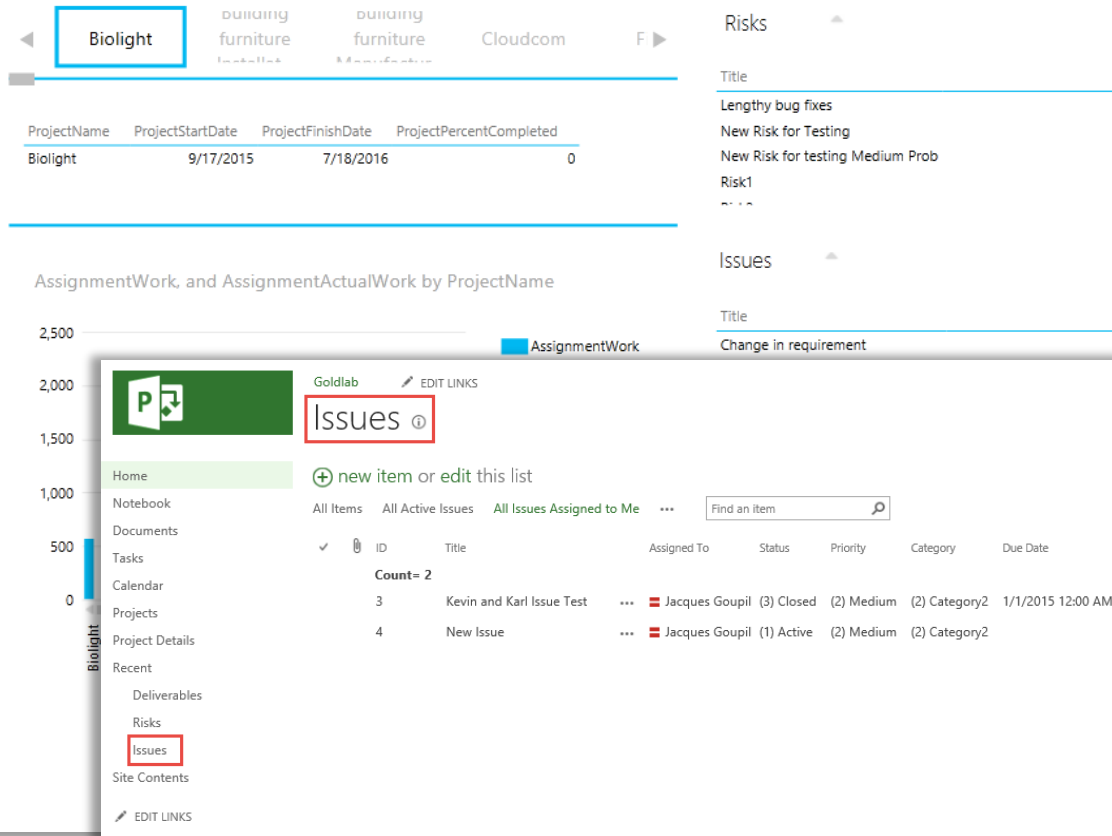 Biolight
Building furniture
Building furniture
Cloudcom
F
ProjectName ProjectStartDate ProjectFinishDate ProjectPercentCompleted
Biolight 9/17/2015 7/18/2016 0
AssignmentWork, and AssignmentActualWork by ProjectName
2,500
2,000
1,500
1,000
500
0
AssignmentWork
Biolight
Risks
Title
Lengthy bug fixes
New Risk for Testing
New Risk for testing Medium Prob
Risk1
Issues
Title
Change in requirement
P
Goldlab EDIT LINKS
Issues
new item or edit this list
All Items All Active Issues All Issues Assigned to Me ... Find an item
ID Title Assigned To Status Priority Category Due Date
Count= 2
3 Kevin and Karl Issue Test ... Jacques Goupil (3) Closed (2) Medium (2) Category2 1/1/2015 12:00 AM
4 New Issue ... Jacques Goupil (1) Active (2) Medium (2) Category2
Home
Notebook
Documents
Tasks
Calendar
Projects
Project Details
Recent
Deliverables
Risks
Issues
Site Contents
EDIT LINKS